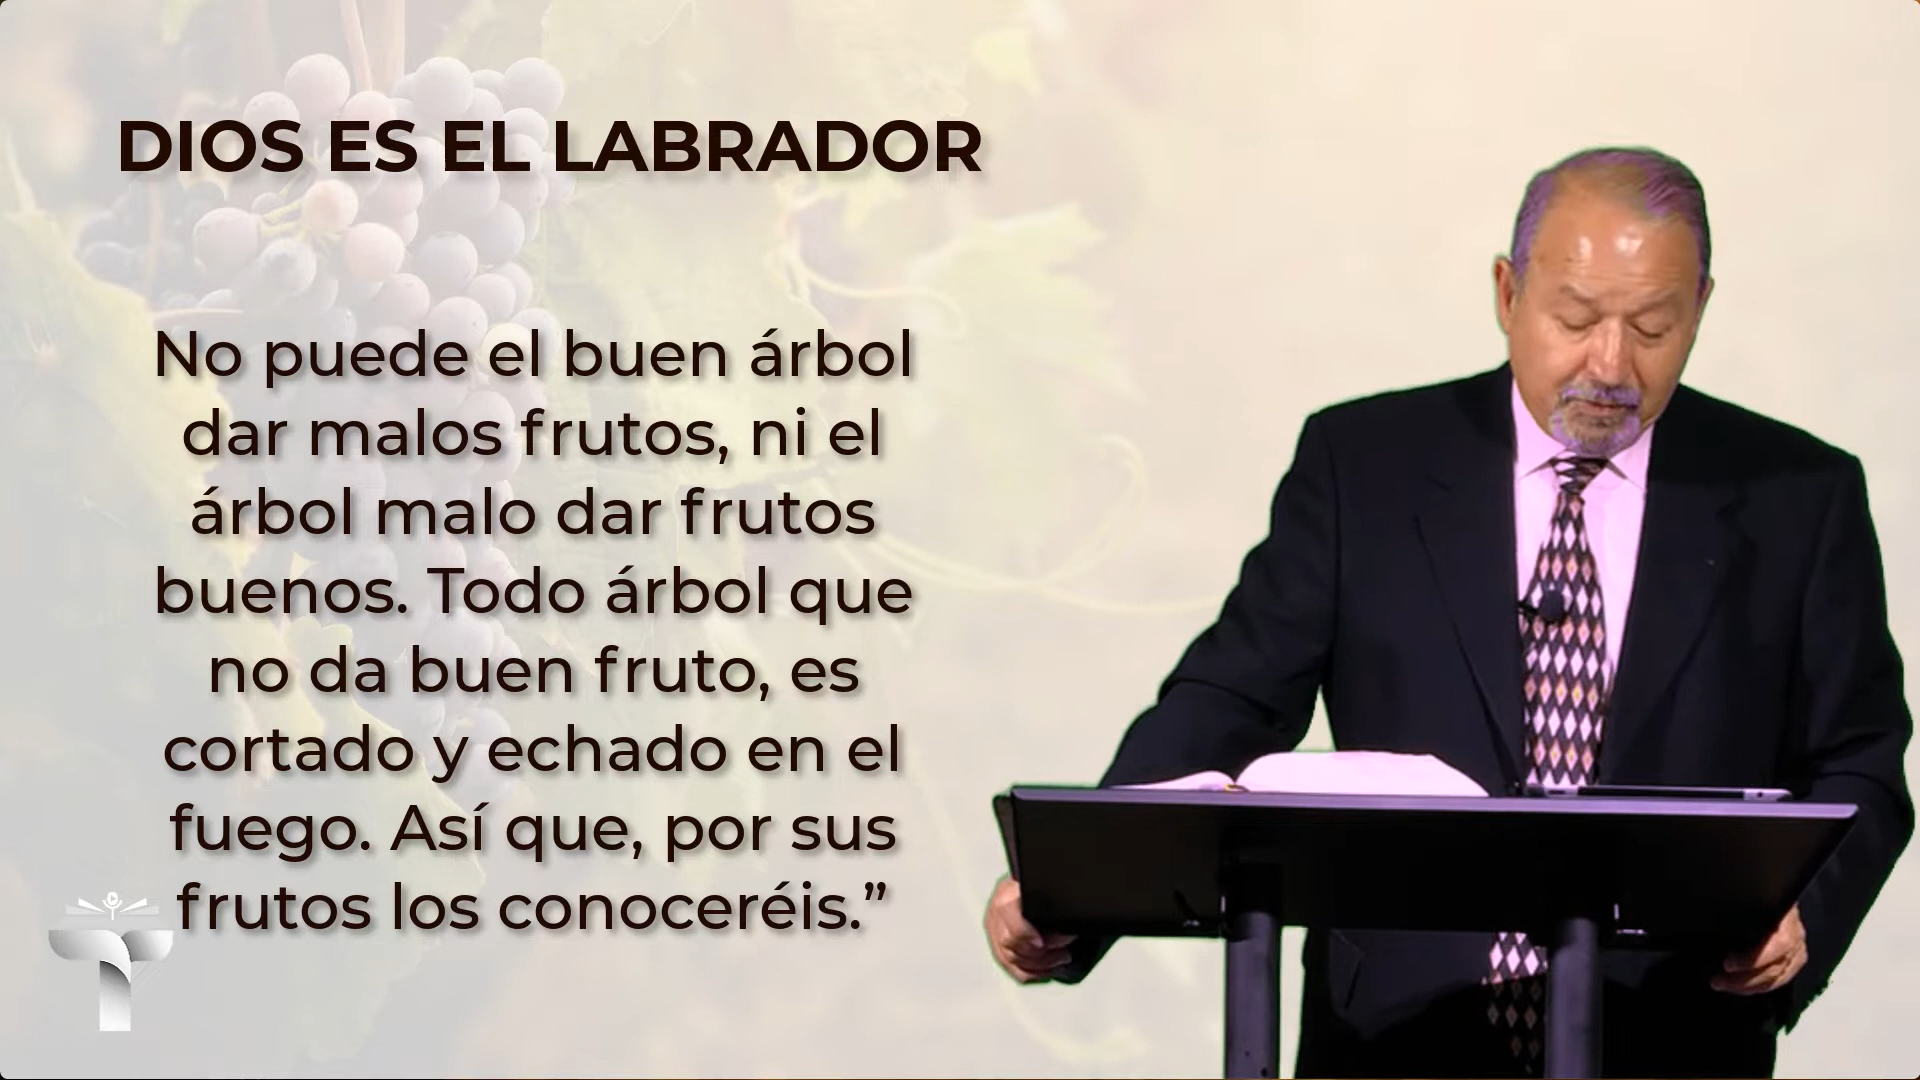 DIOS ES EL LABRADOR
No puede el buen árbol
dar malos frutos, ni el
árbol malo dar frutos
buenos. Todo árbol que
no da buen fruto, es
cortado y echado en el
fuego. Así que, por sus
frutos los conoceréis.”